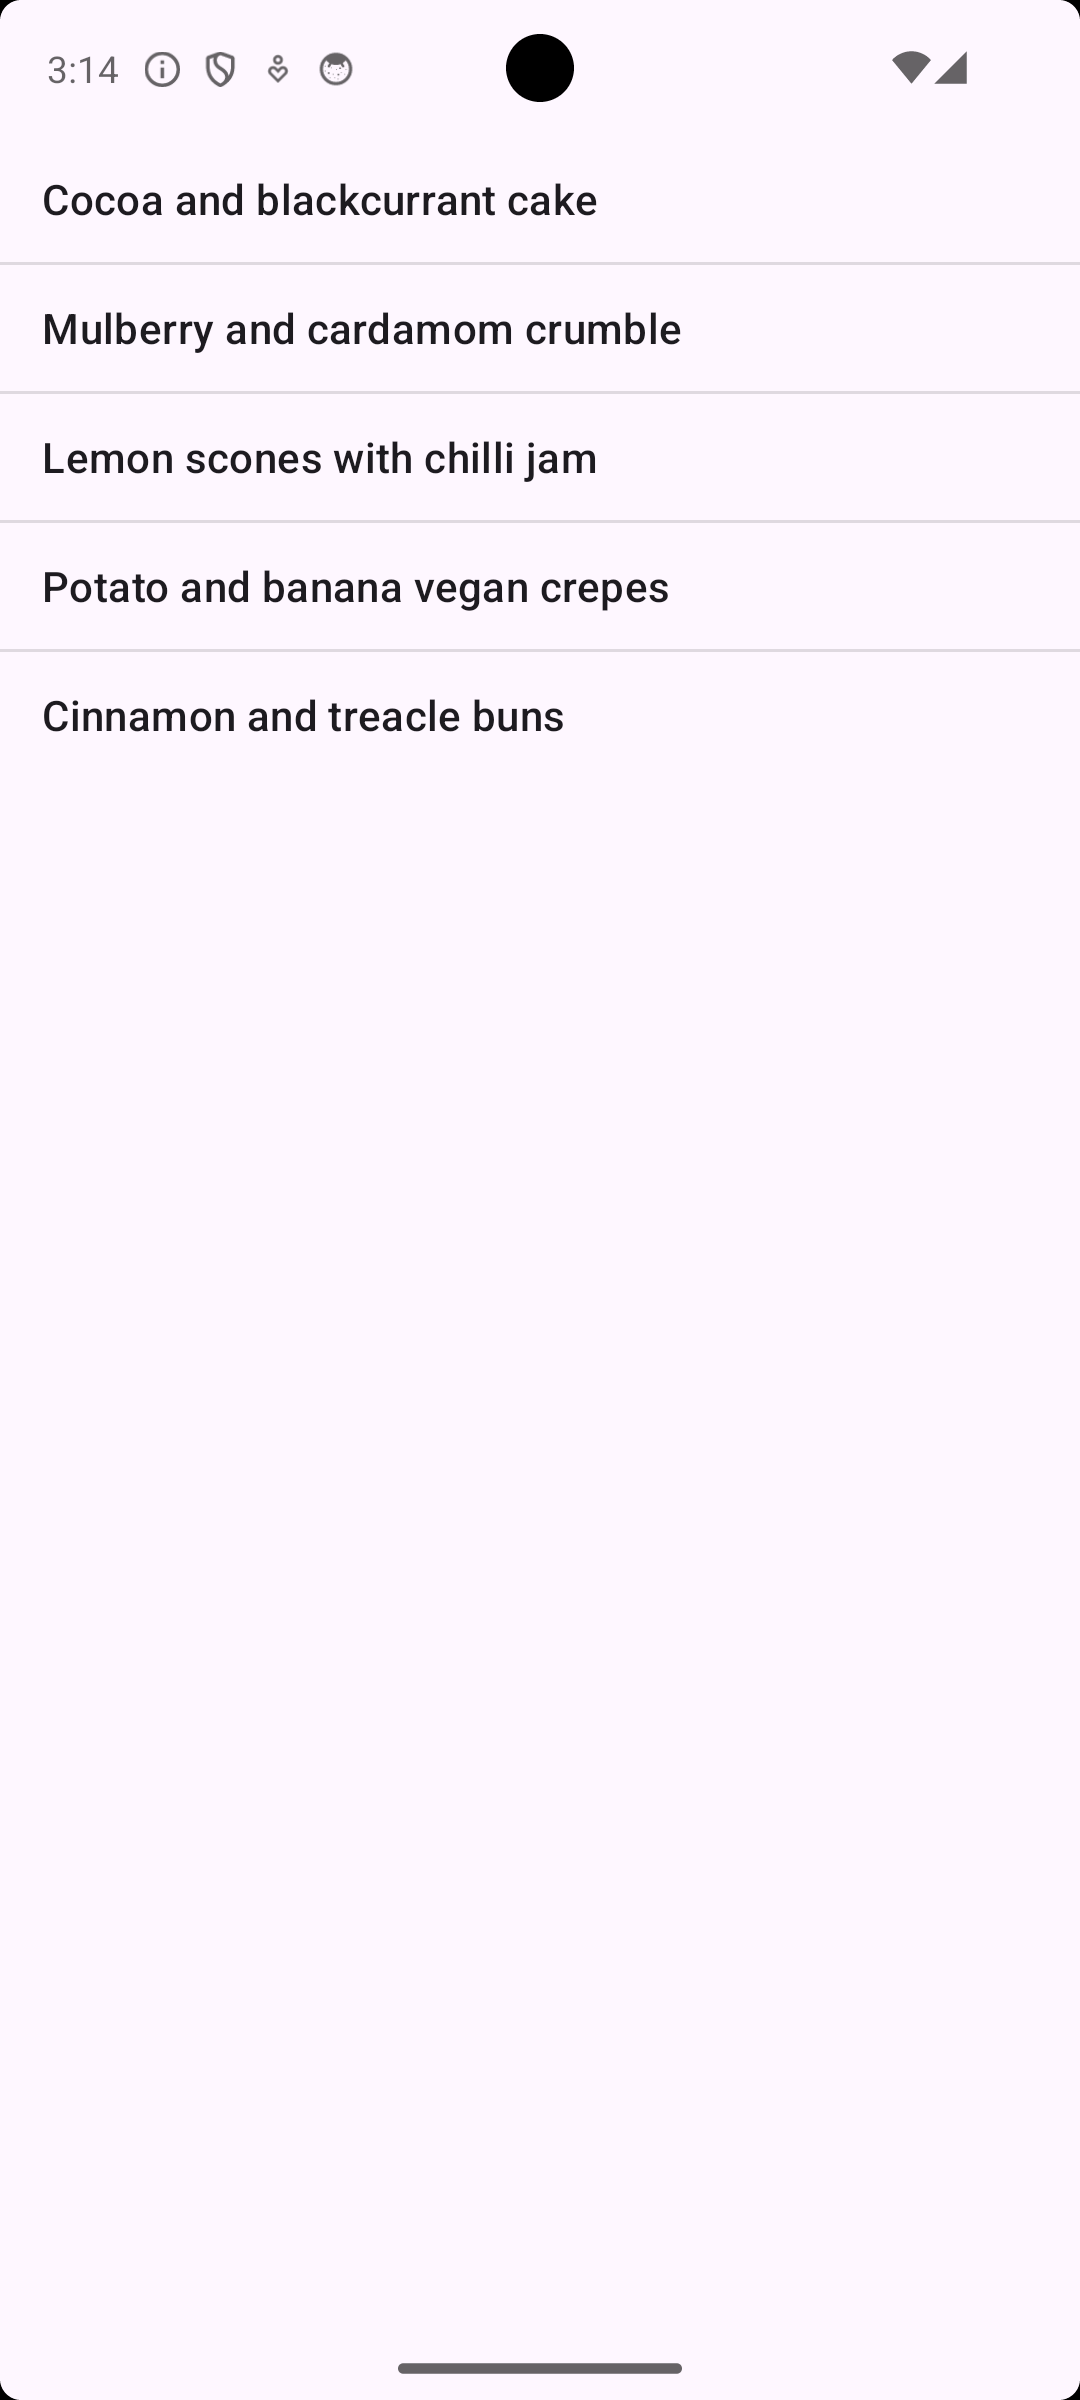 3:14
Cocoa and blackcurrant cake
Mulberry and cardamom crumble
Lemon scones with chilli jam
Potato and banana vegan crepes
Cinnamon and treacle buns